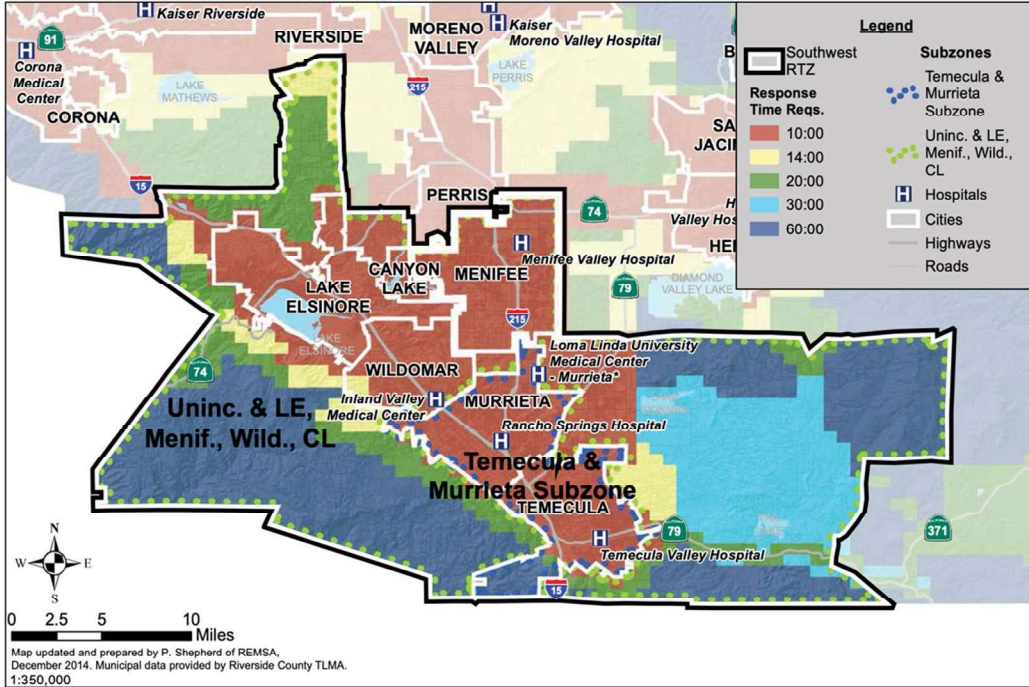 Kaiser Riverside
91
RIVERSIDE
MORENO
VALLEY
Kaiser
Moreno Valley Hospital
Corona
Medical
Center
CORONA
LAKE
MATHEWS
215
LAKE
PERRIS
15
PERRIS
74
SA
JACI
Valley Hos
HE
Menifee Valley Hospital
79
DIAMOND
VALLEY LAKE
CANYON
LAKE
MENIFEE
LAKE
ELSINORE
LAKE
ELSINORE
215
Loma Linda University
Medical Center
- Murrieta*
74
WILDOMAR
Inland Valley
Medical Center
MURRIETA
Rancho Springs Hospital
Uninc. & LE,
Menif., Wild., CL
Temecula &
Murrieta Subzone
TEMECULA
79
Temecula Valley Hospital
371
15
Legend
Southwest
RTZ
Response
Time Reqs.
10:00
14:00
20:00
30:00
60:00
Subzones
Temecula &
Murrieta
Subzone
Uninc. & LE,
Menif., Wild.,
CL
H Hospitals
Cities
Highways
Roads
N
W E
S
0 2.5 5 10
Miles
Map updated and prepared by P. Shepherd of REMSA,
December 2014. Municipal data provided by Riverside County TLMA.
1:350,000